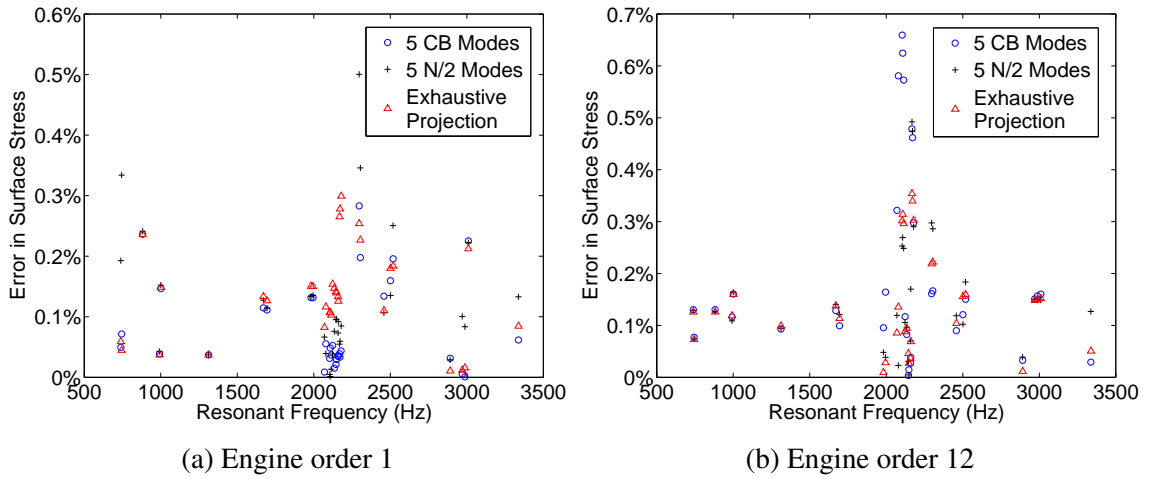 0.6%
0.5%
0.4%
0.3%
0.2%
0.1%
0%
Error in Surface Stress
5 CB Modes
5 N/2 Modes
Exhaustive
Projection
500 1000 1500 2000 2500 3000 3500
Resonant Frequency (Hz)
(a) Engine order 1
0.7%
0.6%
0.5%
0.4%
0.3%
0.2%
0.1%
0%
Error in Surface Stress
5 CB Modes
5 N/2 Modes
Exhaustive
Projection
500 1000 1500 2000 2500 3000 3500
Resonant Frequency (Hz)
(b) Engine order 12